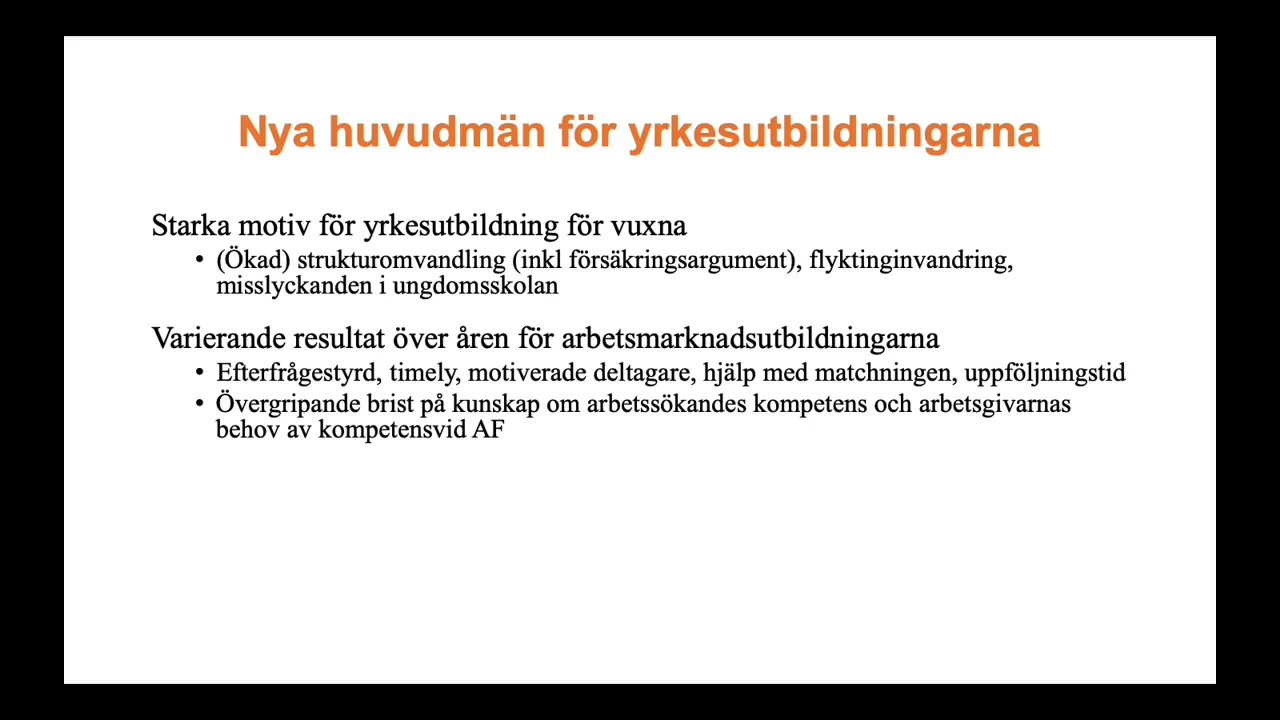 Nya huvudmän för yrkesutbildningarna
Starka motiv för yrkesutbildning för vuxna
• (Ökad) strukturomvandling (inkl försäkringsargument), flyktinginvandring,
misslyckanden i ungdomsskolan
Varierande resultat över åren för arbetsmarknadsutbildningarna
• Efterfrågestyrd, timely, motiverade deltagare, hjälp med matchningen, uppföljningstid
• Övergripande brist på kunskap om arbetssökandes kompetens och arbetsgivarnas
behov av kompetensvid AF